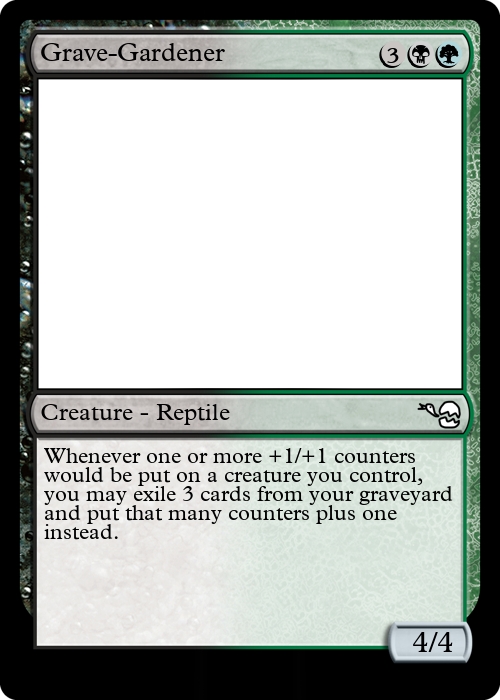 Grave-Gardener 3
Creature - Reptile
Whenever one or more +1/+1 counters
would be put on a creature you control,
you may exile 3 cards from your graveyard
and put that many counters plus one
instead.
4/4